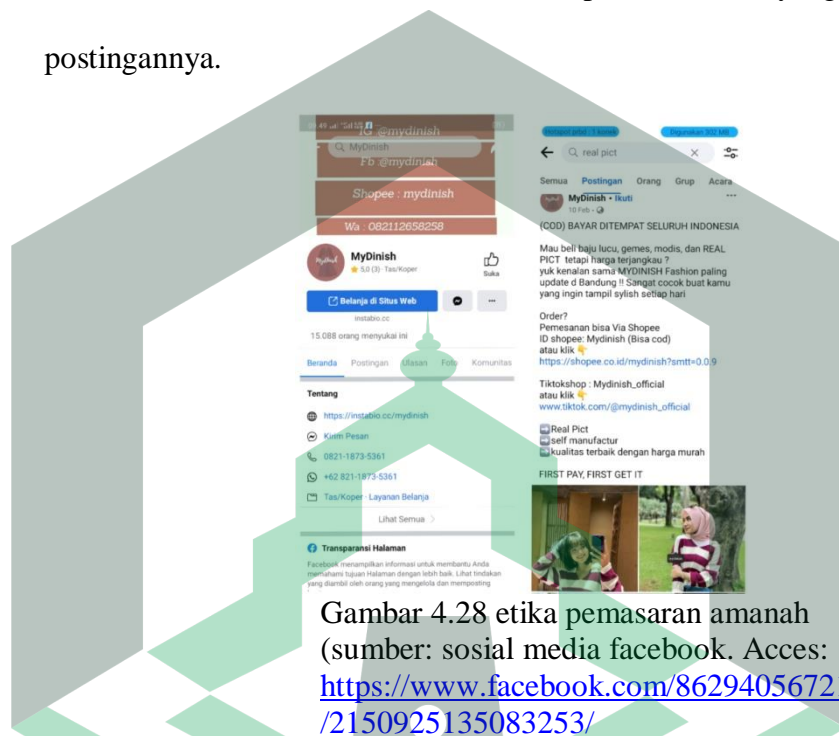 postingannya.
IG :@mydinish
MyDinish
Fb :@mydinish
Shopee : mydinish
Wa : 082112658258
MyDinish
5,0 (3) · Tas/Koper
Suka
Belanja di Situs Web
instabio.cc
15.088 orang menyukai ini
Beranda Postingan Ulasan Foto Komunitas
Tentang
https://instabio.cc/mydinish
Kirim Pesan
0821-1873-5361
+62 821-1873-5361
Tas/Koper · Layanan Belanja
Lihat Semua
Transparansi Halaman
Facebook menampilkan informasi untuk membantu Anda
memahami tujuan Halaman dengan lebih baik. Lihat tindakan
yang diambil oleh orang yang mengelola dan memposting
Digunakan 302 MB
real pict
Semua Postingan Orang Grup Acara
MyDinish · Ikuti
10 Feb
(COD) BAYAR DITEMPAT SELURUH INDONESIA
Mau beli baju lucu, gemes, modis, dan REAL
PICT tetapi harga terjangkau ?
yuk kenalan sama MYDINISH Fashion paling
update d Bandung !! Sangat cocok buat kamu
yang ingin tampil sylish setiap hari
Order?
Pemesanan bisa Via Shopee
ID shopee: Mydinish (Bisa cod)
atau klik 👇
https://shopee.co.id/mydinish?smtt=0.0.9
Tiktokshop : Mydinish_official
atau klik 👇
www.tiktok.com/@mydinish_official
➡️Real Pict
➡️self manufactur
➡️kualitas terbaik dengan harga murah
FIRST PAY, FIRST GET IT
Gambar 4.28 etika pemasaran amanah
(sumber: sosial media facebook. Acces:
https://www.facebook.com/8629405672
/2150925135083253/